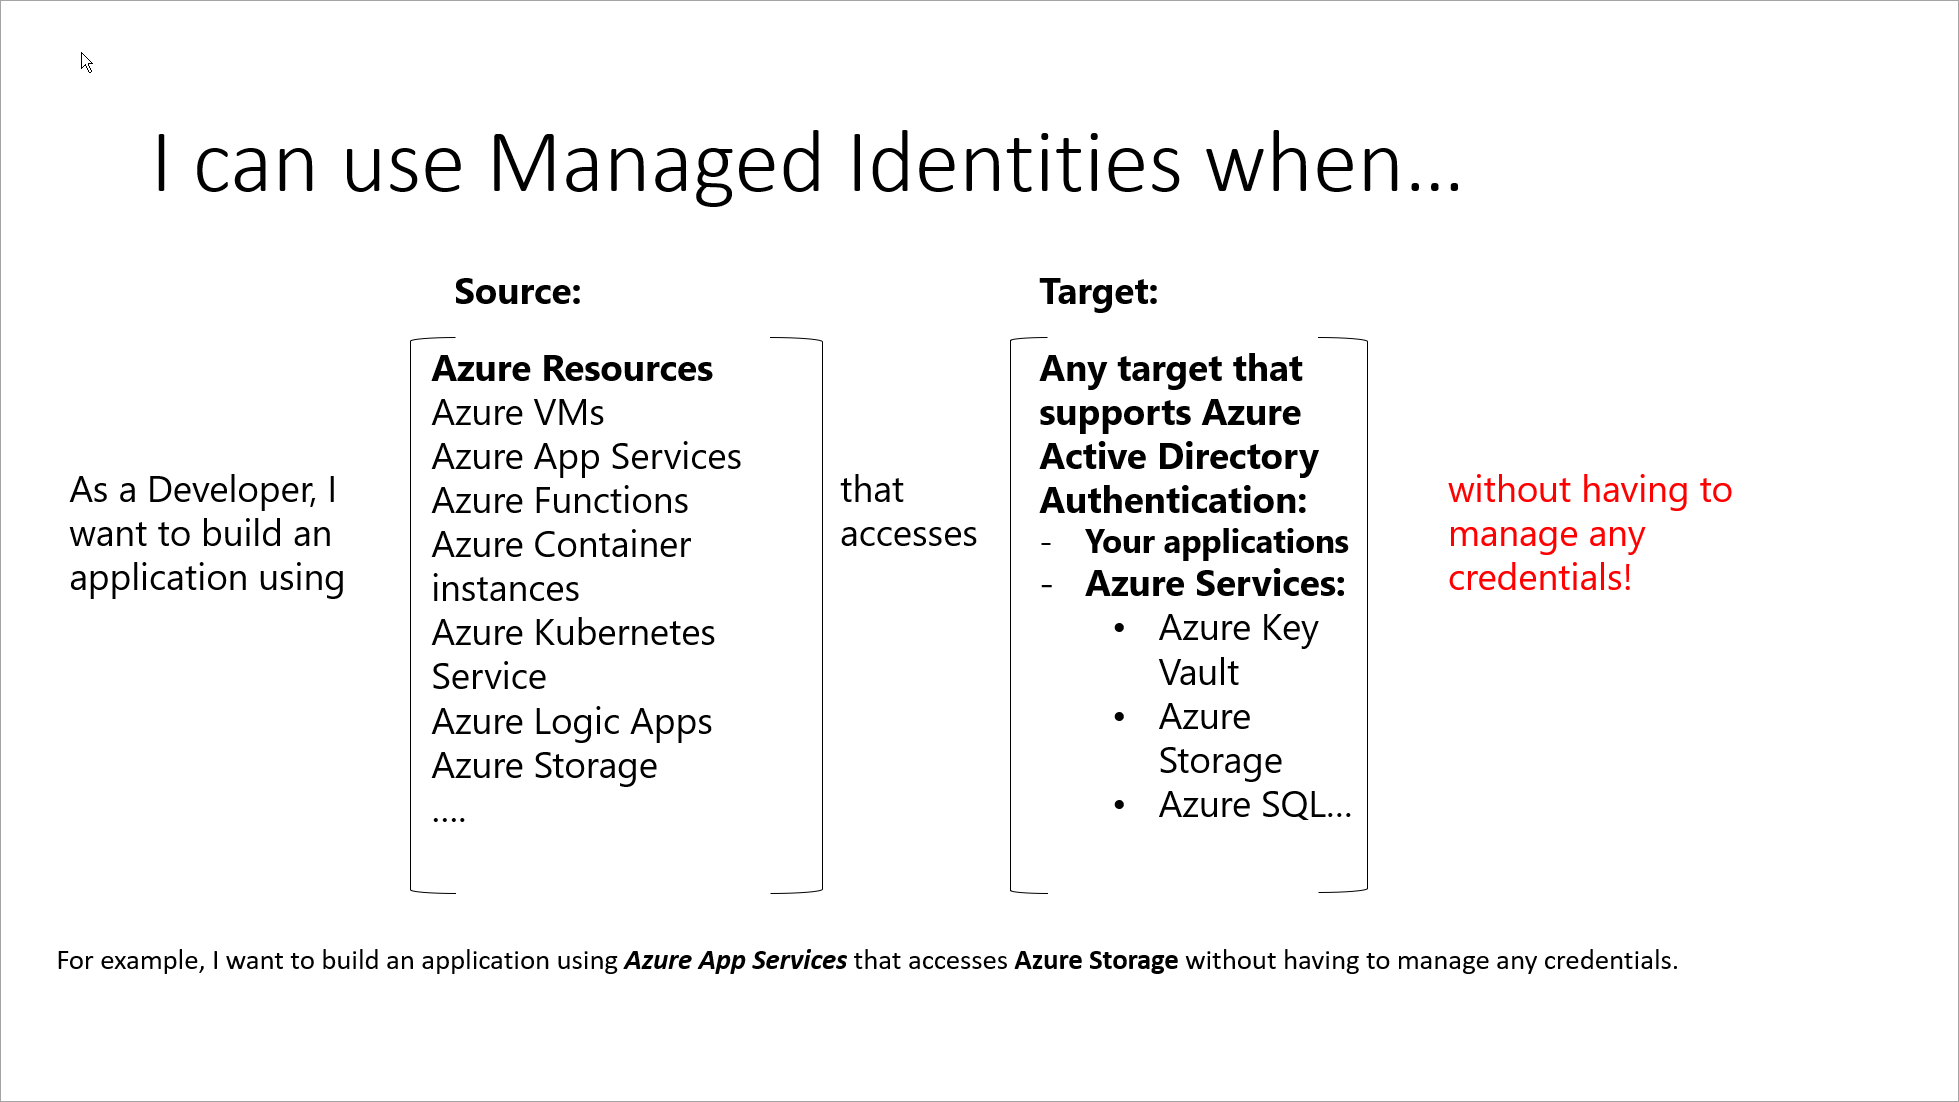 I can use Managed Identities when...
Source:
Target:
As a Developer, I
want to build an
application using
Azure Resources
Azure VMs
Azure App Services
Azure Functions
Azure Container
instances
Azure Kubernetes
Service
Azure Logic Apps
Azure Storage
....
that
accesses
Any target that
supports Azure
Active Directory
Authentication:
- Your applications
- Azure Services:
• Azure Key
Vault
• Azure
Storage
• Azure SQL...
without having to
manage any
credentials!
For example, I want to build an application using Azure App Services that accesses Azure Storage without having to manage any credentials.